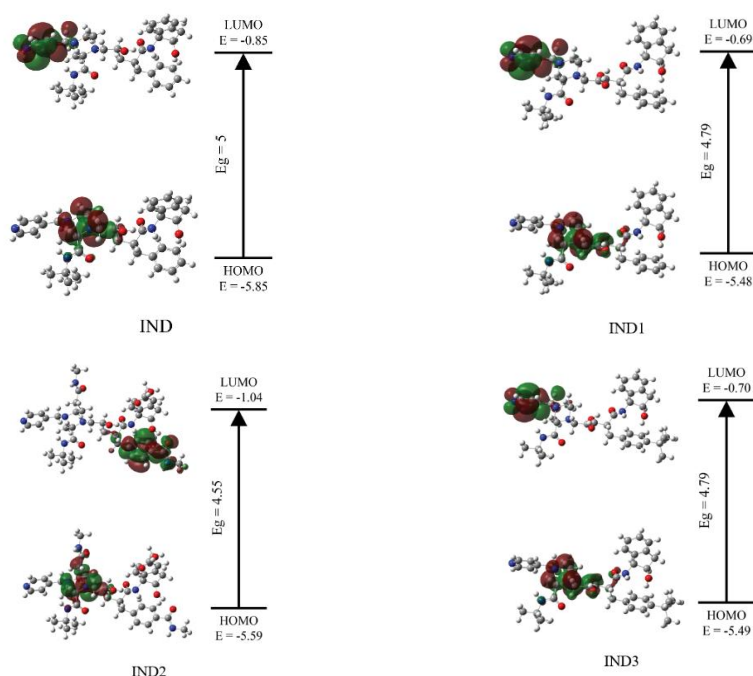 LUMO
E = -0.85
Eg = 5
HOMO
E = -5.85
IND
LUMO
E = -0.69
Eg = 4.79
HOMO
E = -5.48
IND1
LUMO
E = -1.04
Eg = 4.55
HOMO
E = -5.59
IND2
LUMO
E = -0.70
Eg = 4.79
HOMO
E = -5.49
IND3